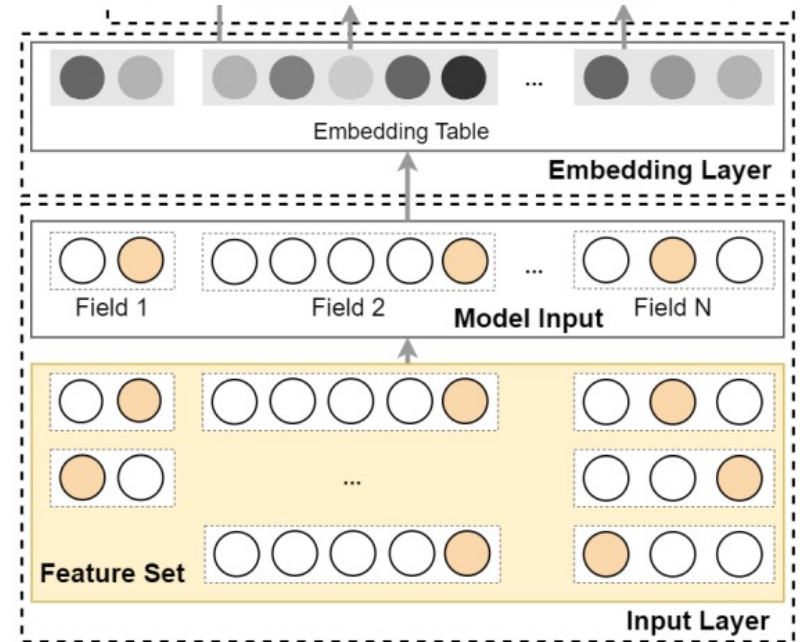 ...
Embedding Table
Embedding Layer
...
Field 1
Field 2
Field N
Model Input
...
Feature Set
Input Layer